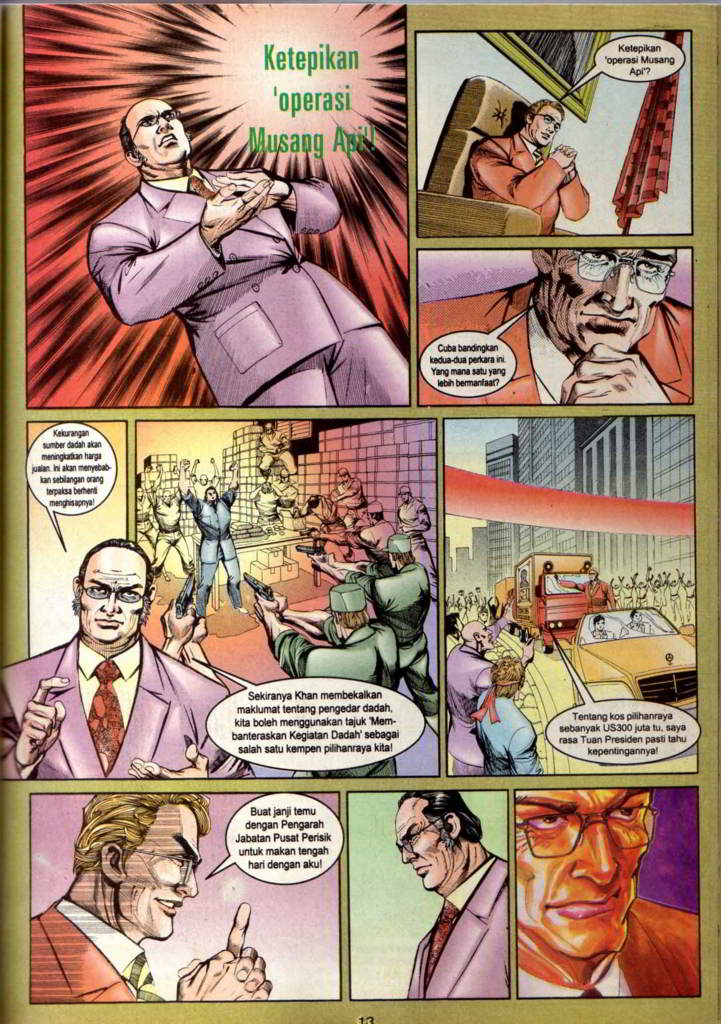 Ketepikan
'operasi
Musang Api'!
Ketepikan
'operasi Musang
Api'?
Cuba bandingkan
kedua-dua perkara ini.
Yang mana satu yang
lebih bermanfaat?
Kekurangan
sumber dadah akan
meningkatkan harga
jualan. Ini akan menyebab-
kan sebilangan orang
terpaksa berhenti
menghisapnya!
Sekiranya Khan membekalkan
maklumat tentang pengedar dadah,
kita boleh menggunakan tajuk 'Mem-
banteraskan Kegiatan Dadah' sebagai
salah satu kempen pilihanraya kita!
Tentang kos pilihanraya
sebanyak US300 juta tu, saya
rasa Tuan Presiden pasti tahu
kepentingannya!
Buat janji temu
dengan Pengarah
Jabatan Pusat Perisik
untuk makan tengah
hari dengan aku!
13